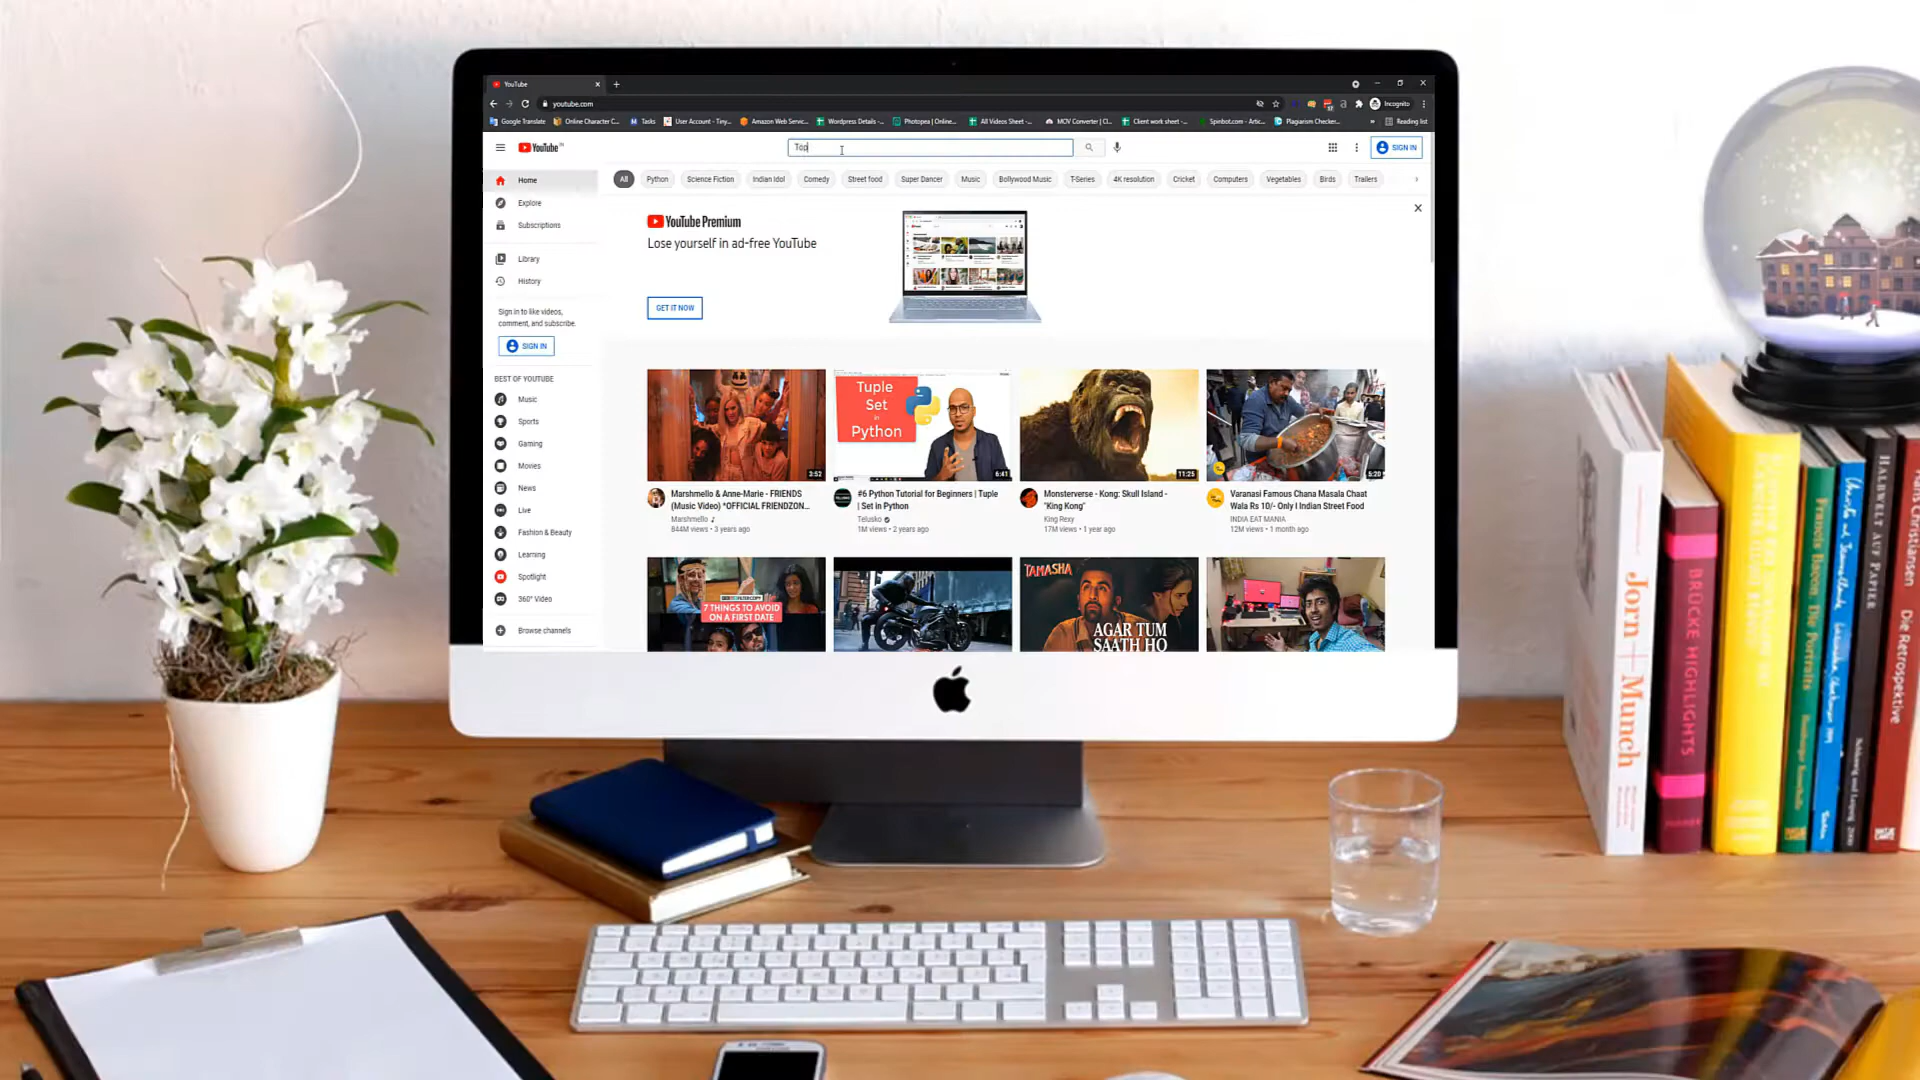 YouTube
youtube.com
Incognito
Google Translate
Online Character C...
Tasks
User Account - Tiny...
Amazon Web Servic...
Wordpress Details -...
Photopea | Online...
All Videos Sheet -...
MOV Converter | Cl...
Client work sheet -...
Spinbot.com - Artic...
Plagiarism Checker...
»
Reading list
YouTube IN
Top
SIGN IN
Home
Explore
Subscriptions
Library
History
Sign in to like videos,
comment, and subscribe.
SIGN IN
BEST OF YOUTUBE
Music
Sports
Gaming
Movies
News
Live
Fashion & Beauty
Learning
Spotlight
360° Video
Browse channels
All
Python
Science Fiction
Indian Idol
Comedy
Street food
Super Dancer
Music
Bollywood Music
T-Series
4K resolution
Cricket
Computers
Vegetables
Birds
Trailers
YouTube Premium
Lose yourself in ad-free YouTube
GET IT NOW
3:52
Marshmello & Anne-Marie - FRIENDS
(Music Video) *OFFICIAL FRIENDZON...
Marshmello
844M views • 3 years ago
Tuple
Set
in
Python
6:41
#6 Python Tutorial for Beginners | Tuple
| Set in Python
Telusko
1M views • 2 years ago
11:25
Monsterverse - Kong: Skull Island -
"King Kong"
King Rexy
17M views • 1 year ago
5:20
Varanasi Famous Chana Masala Chaat
Wala Rs 10/- Only l Indian Street Food
INDIA EAT MANIA
12M views • 1 month ago
7 THINGS TO AVOID
ON A FIRST DATE
TAMASHA
AGAR TUM
SAATH HO
Jorn + Munch
BRÜCKE HIGHLIGHTS
Francis Bacon. Die Portraits
HALBWELT AUF PAPIER
Die Retrospektive